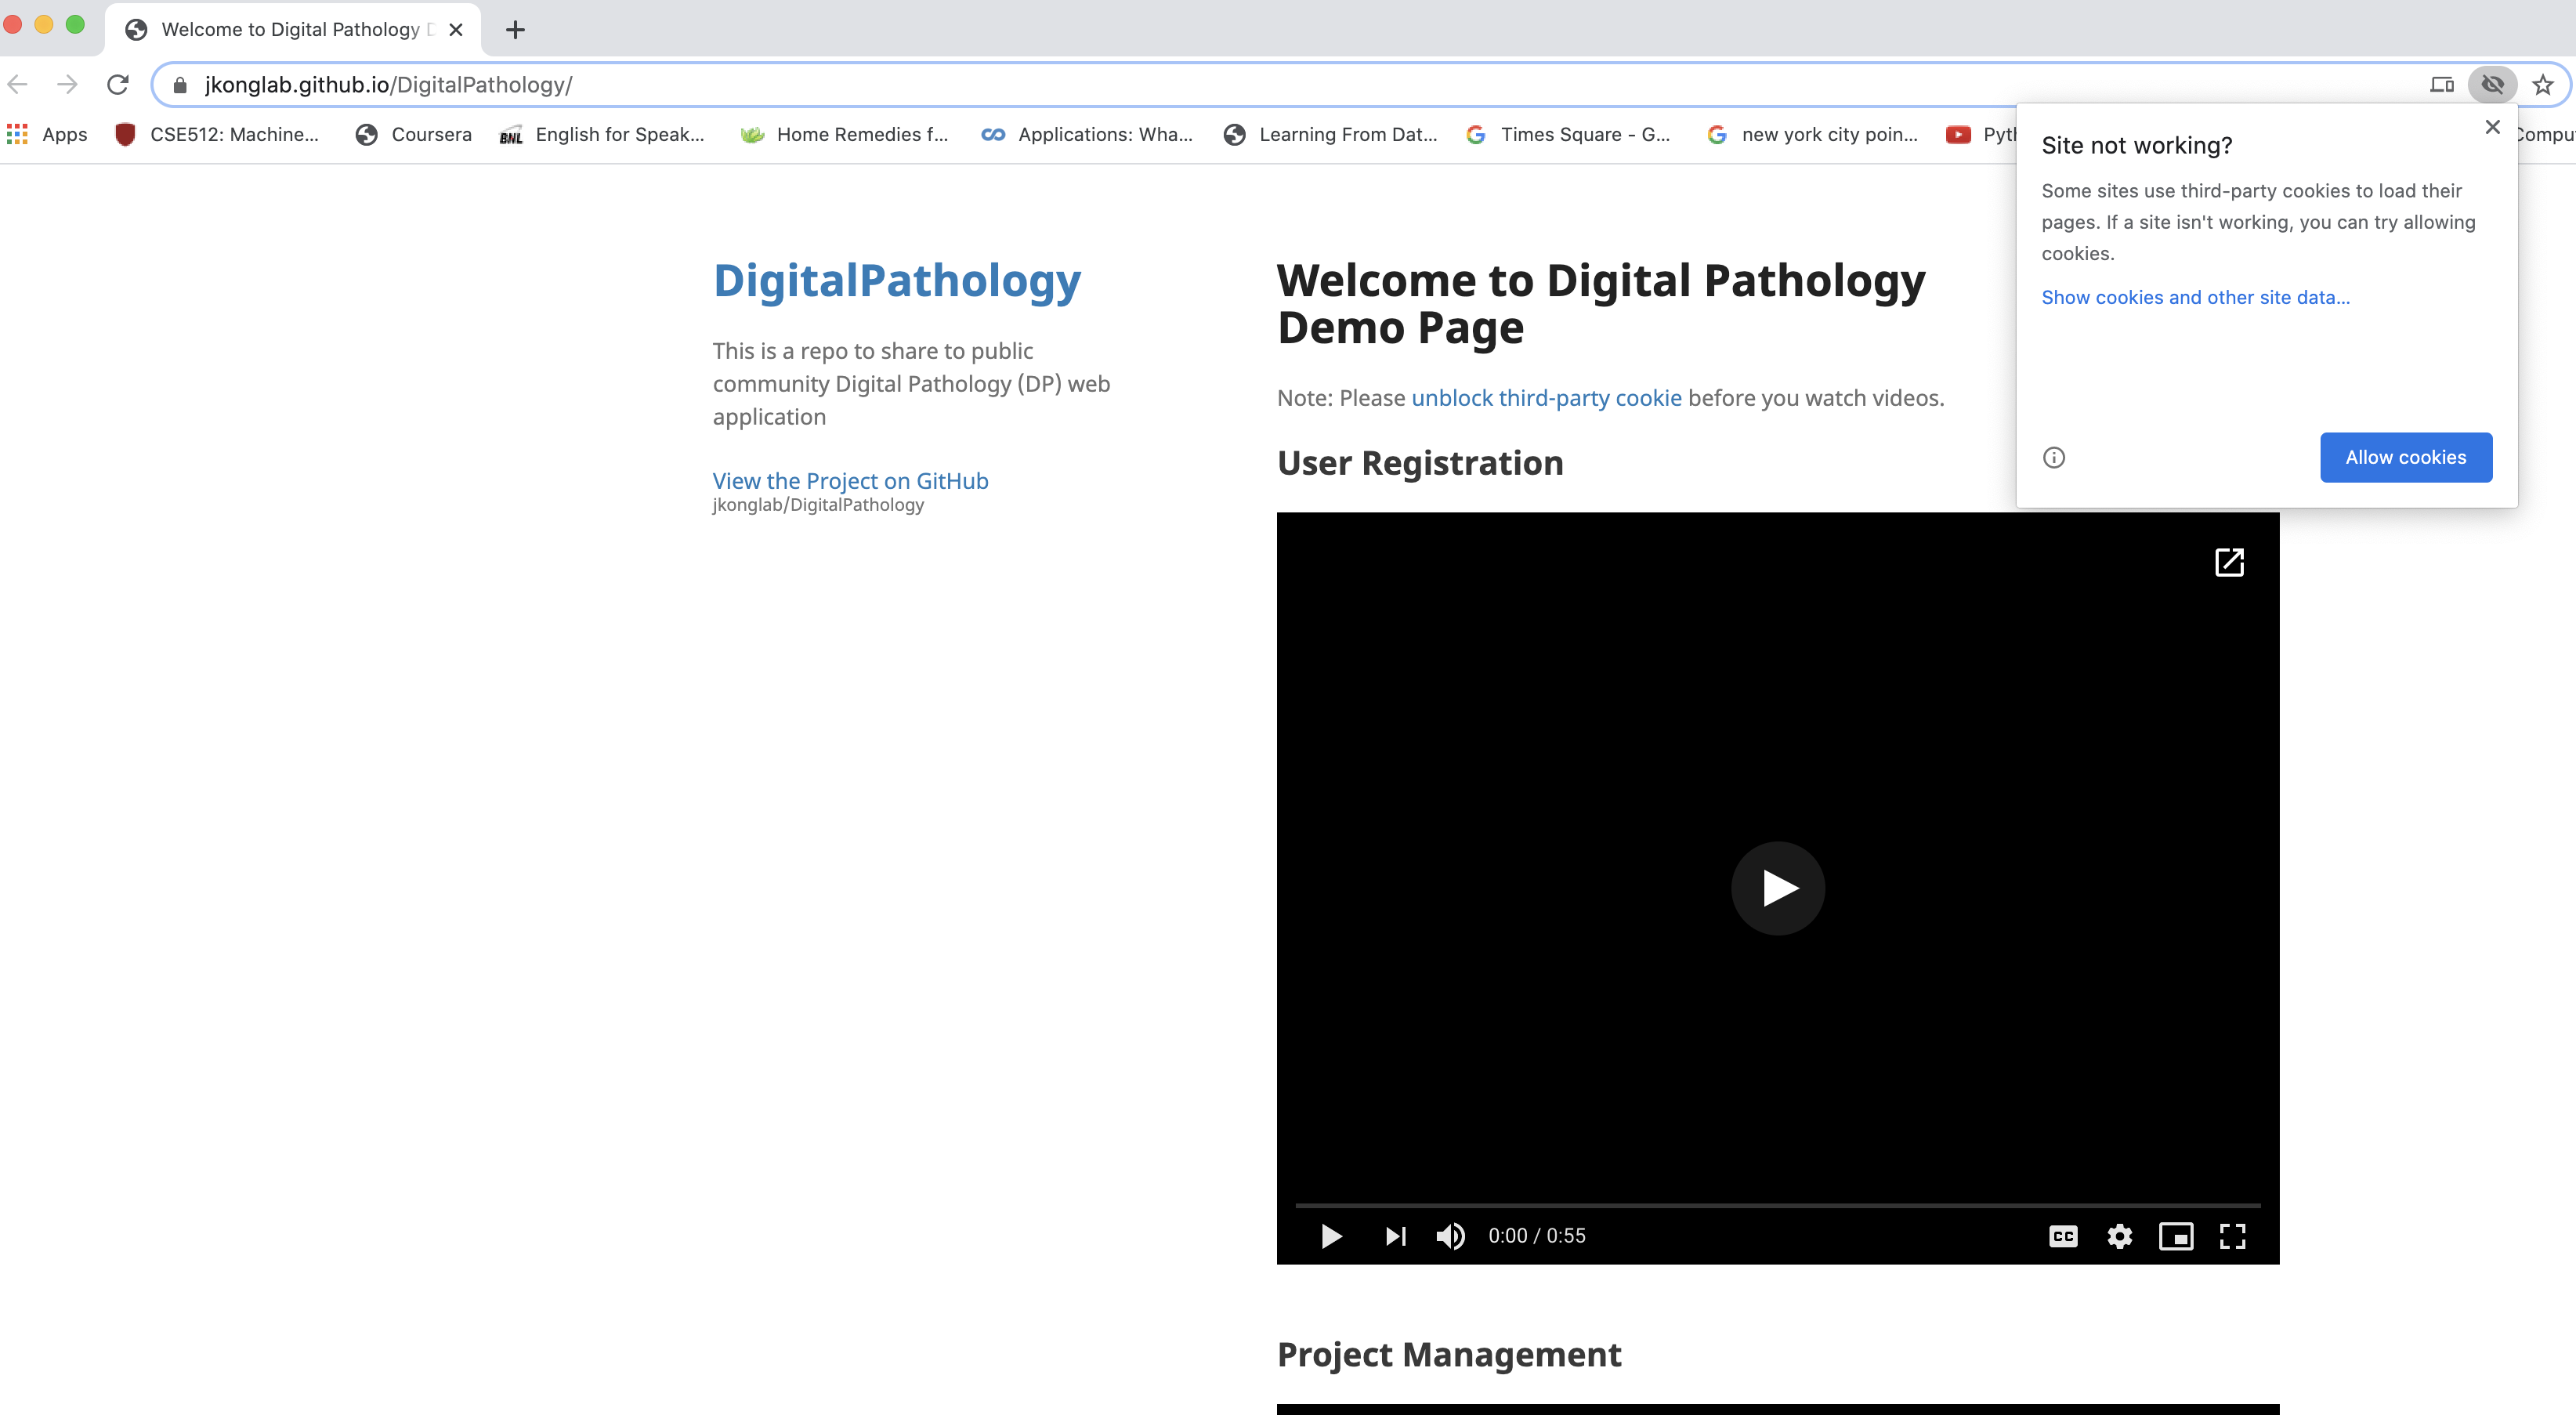 Welcome to Digital Pathology
jkonglab.github.io/DigitalPathology/
Apps CSE512: Machine... Coursera BNL English for Speak... Home Remedies f... Applications: Wha... Learning From Dat... Times Square - G... new york city poin...
Site not working?
Some sites use third-party cookies to load their
pages. If a site isn't working, you can try allowing
cookies.
Show cookies and other site data...
Allow cookies
DigitalPathology
This is a repo to share to public
community Digital Pathology (DP) web
application
View the Project on GitHub
jkonglab/DigitalPathology
Welcome to Digital Pathology
Demo Page
Note: Please unblock third-party cookie before you watch videos.
User Registration
0:00 / 0:55
CC
Project Management